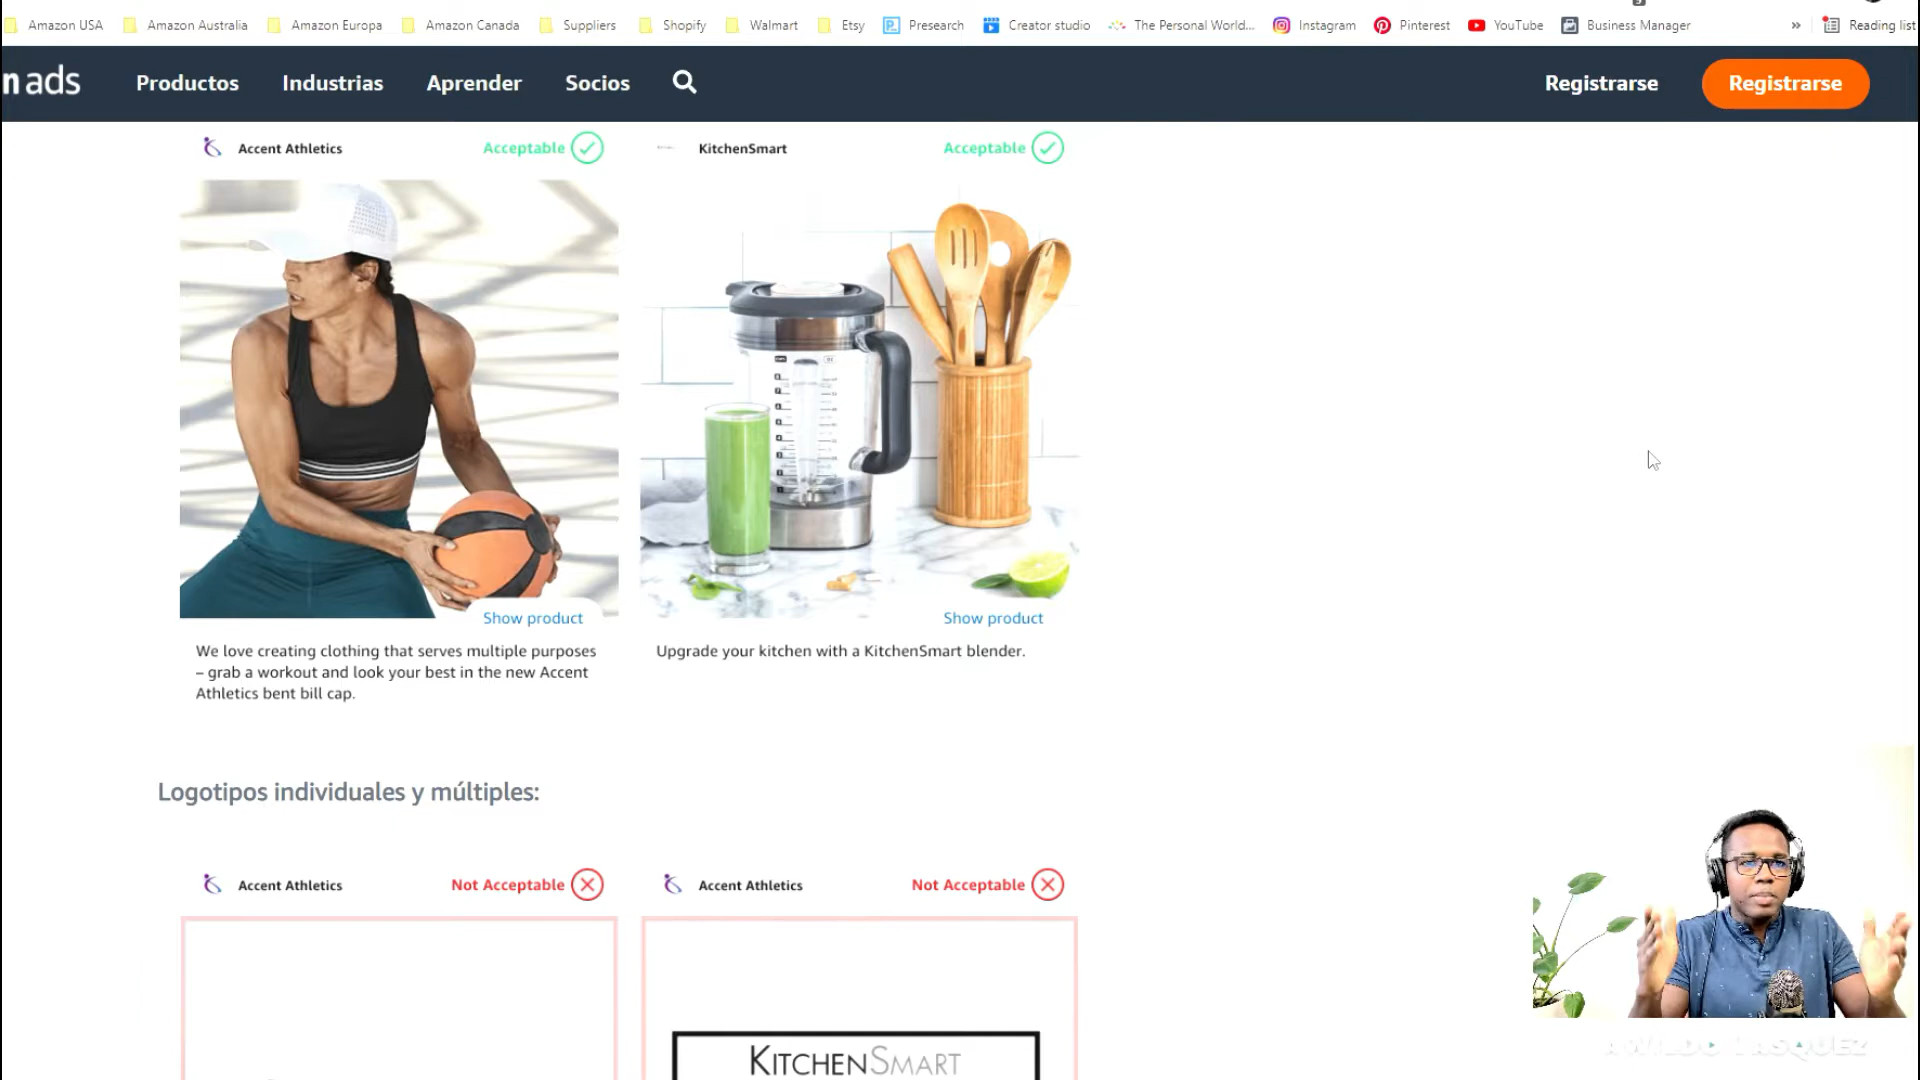 Amazon USA
Amazon Australia
Amazon Europa
Amazon Canada
Suppliers
Shopify
Walmart
Etsy
Presearch
Creator studio
The Personal World...
Instagram
Pinterest
YouTube
Business Manager
»
Reading list
n ads
Productos
Industrias
Aprender
Socios
Registrarse
Registrarse
Accent Athletics
Acceptable
KitchenSmart
Acceptable
Show product
Show product
We love creating clothing that serves multiple purposes
– grab a workout and look your best in the new Accent
Athletics bent bill cap.
Upgrade your kitchen with a KitchenSmart blender.
Logotipos individuales y múltiples:
Accent Athletics
Not Acceptable
Accent Athletics
Not Acceptable
KITCHENSMART